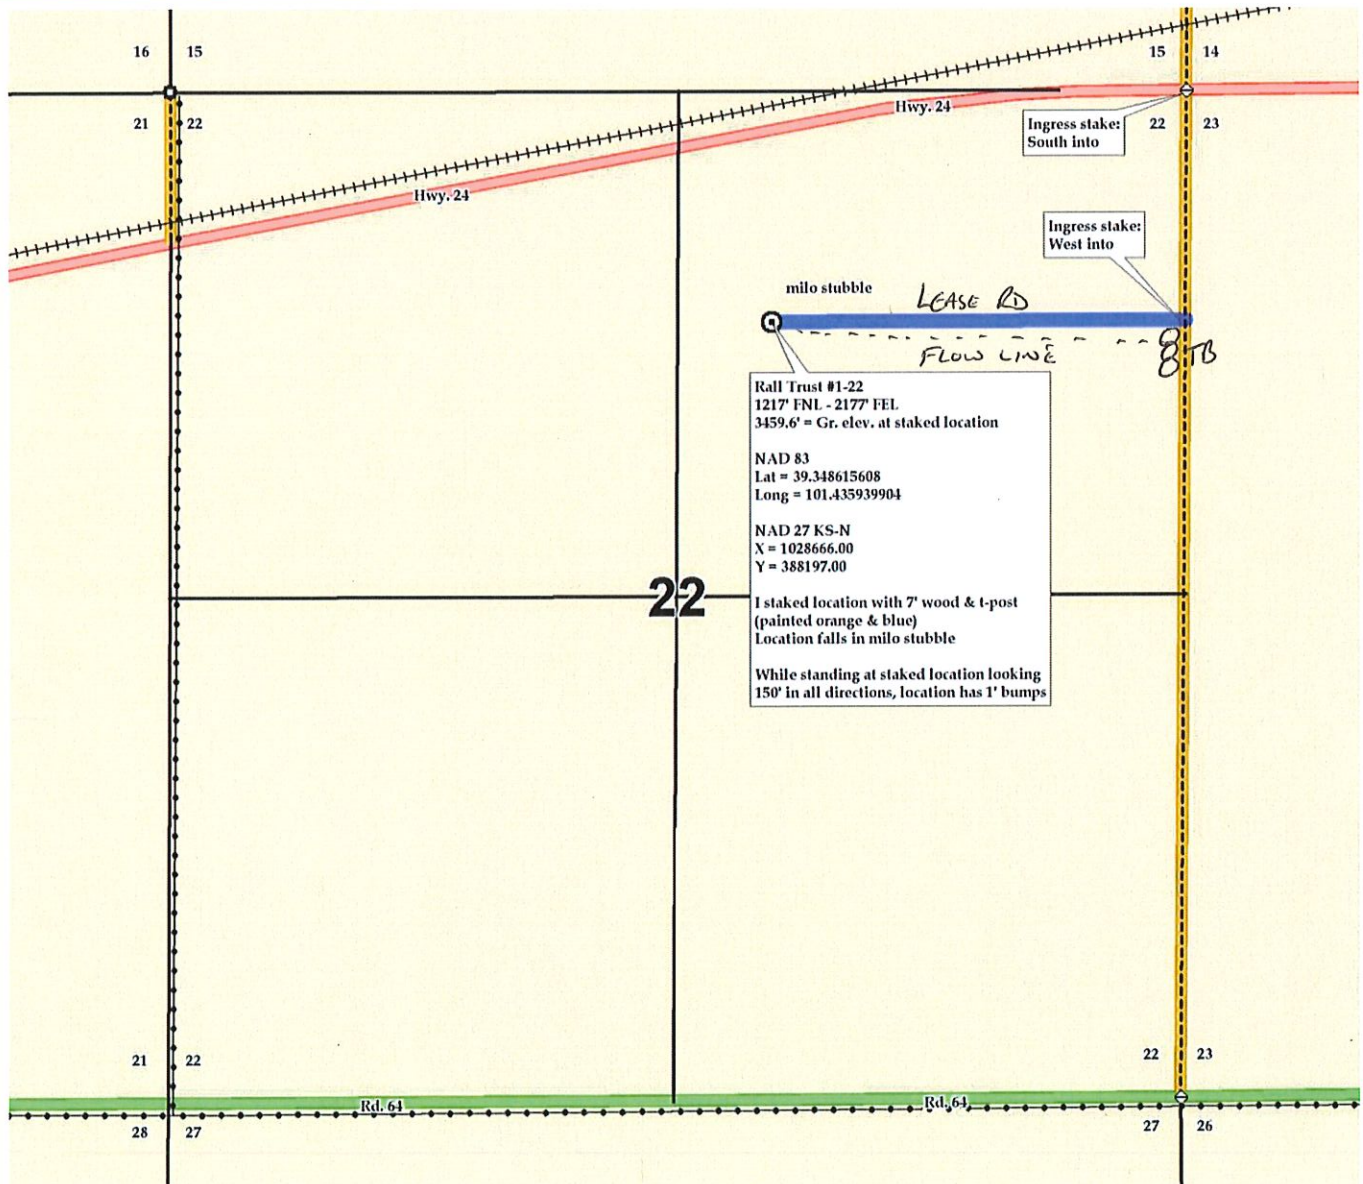 16 15
15 14
Hwy. 24
21 22
Ingress stake:
South into
22 23
Hwy. 24
Ingress stake:
West into
milo stubble
LEASE RD
FLOW LINE
TB
Rall Trust #1-22
1217' FNL - 2177' FEL
3459.6' = Gr. elev. at staked location
NAD 83
Lat = 39.348615608
Long = 101.435939904
NAD 27 KS-N
X = 1028666.00
Y = 388197.00
22
I staked location with 7' wood & t-post
(painted orange & blue)
Location falls in milo stubble
While standing at staked location looking
150' in all directions, location has 1' bumps
21 22
22 23
Rd. 64
Rd. 64
28 27
27 26